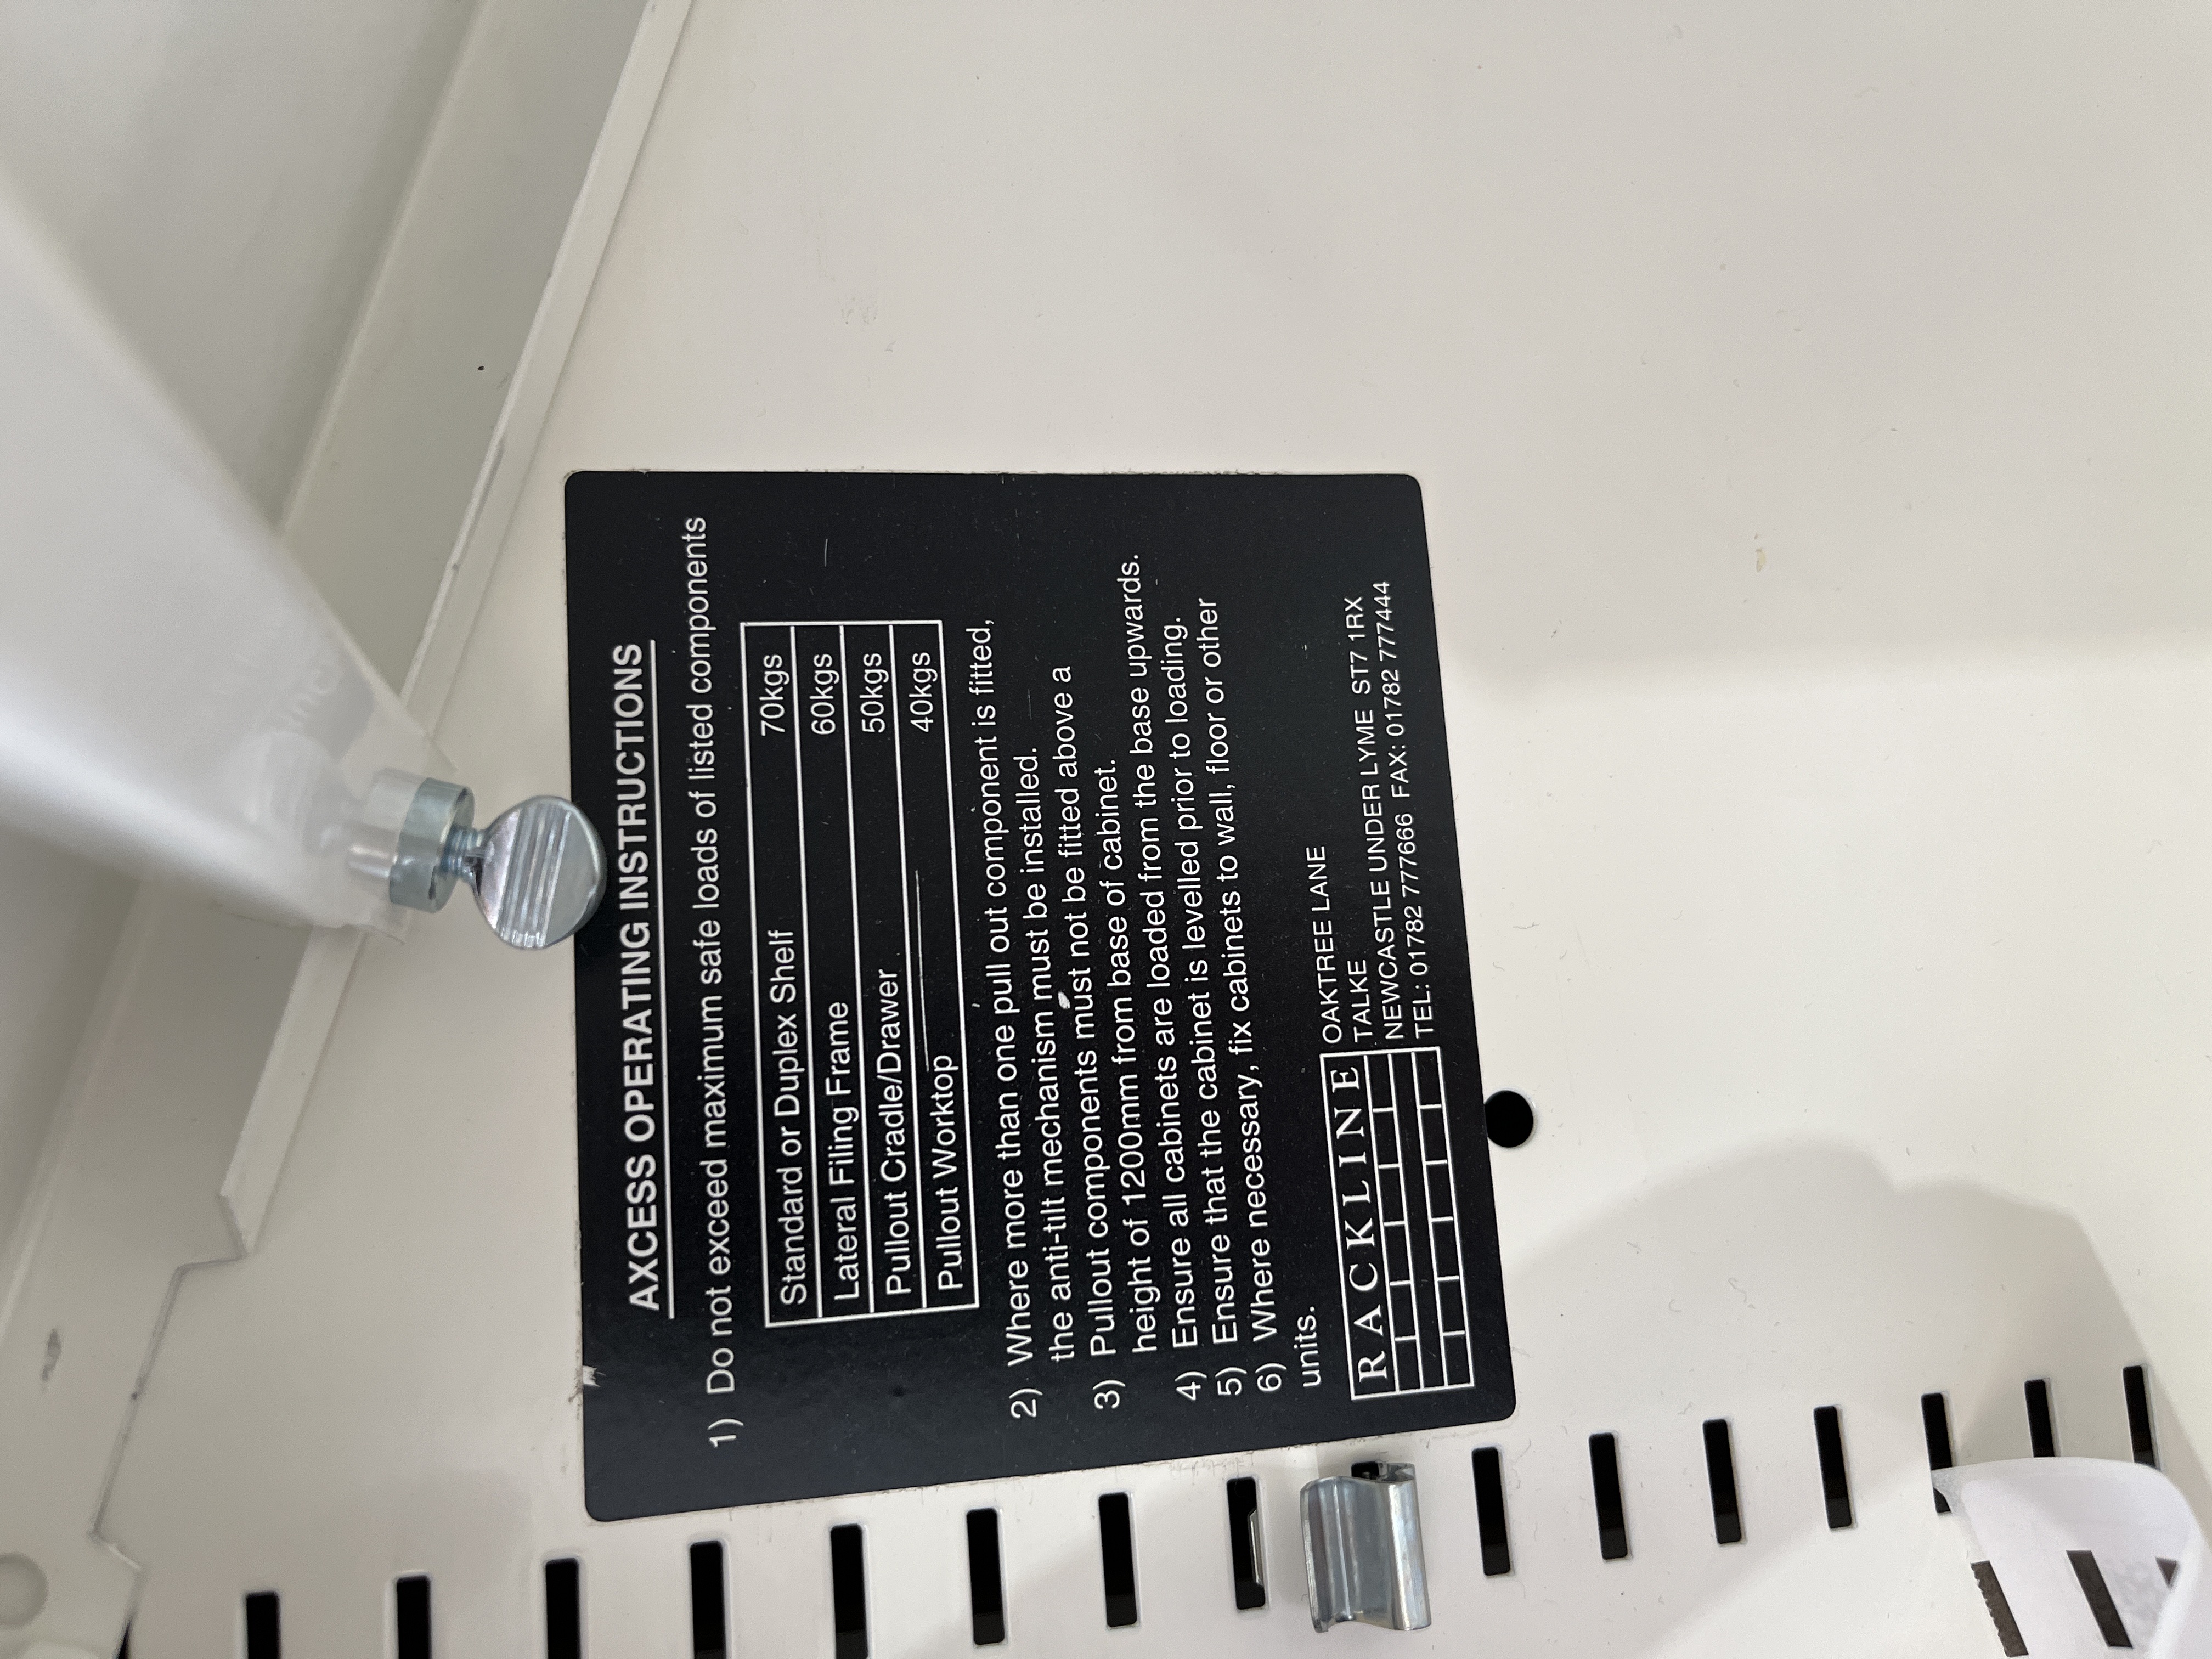 AXCESS OPERATING INSTRUCTIONS
1) Do not exceed maximum safe loads of listed components
Standard or Duplex Shelf 70kgs
Lateral Filing Frame 60kgs
Pullout Cradle/Drawer 50kgs
Pullout Worktop 40kgs
2) Where more than one pull out component is fitted,
the anti-tilt mechanism must be installed.
3) Pullout components must not be fitted above a
height of 1200mm from base of cabinet.
4) Ensure all cabinets are loaded from the base upwards.
5) Ensure that the cabinet is levelled prior to loading.
6) Where necessary, fix cabinets to wall, floor or other
units.
RACKLINE
OAKTREE LANE
TALKE
NEWCASTLE UNDER LYME ST7 1RX
TEL: 01782 777666 FAX: 01782 777444